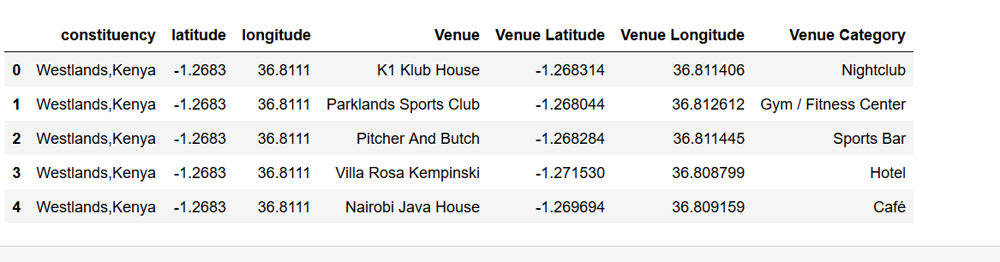 constituency latitude longitude Venue Venue Latitude Venue Longitude Venue Category
0 Westlands,Kenya -1.2683 36.8111 K1 Klub House -1.268314 36.811406 Nightclub
1 Westlands,Kenya -1.2683 36.8111 Parklands Sports Club -1.268044 36.812612 Gym / Fitness Center
2 Westlands,Kenya -1.2683 36.8111 Pitcher And Butch -1.268284 36.811445 Sports Bar
3 Westlands,Kenya -1.2683 36.8111 Villa Rosa Kempinski -1.271530 36.808799 Hotel
4 Westlands,Kenya -1.2683 36.8111 Nairobi Java House -1.269694 36.809159 Café